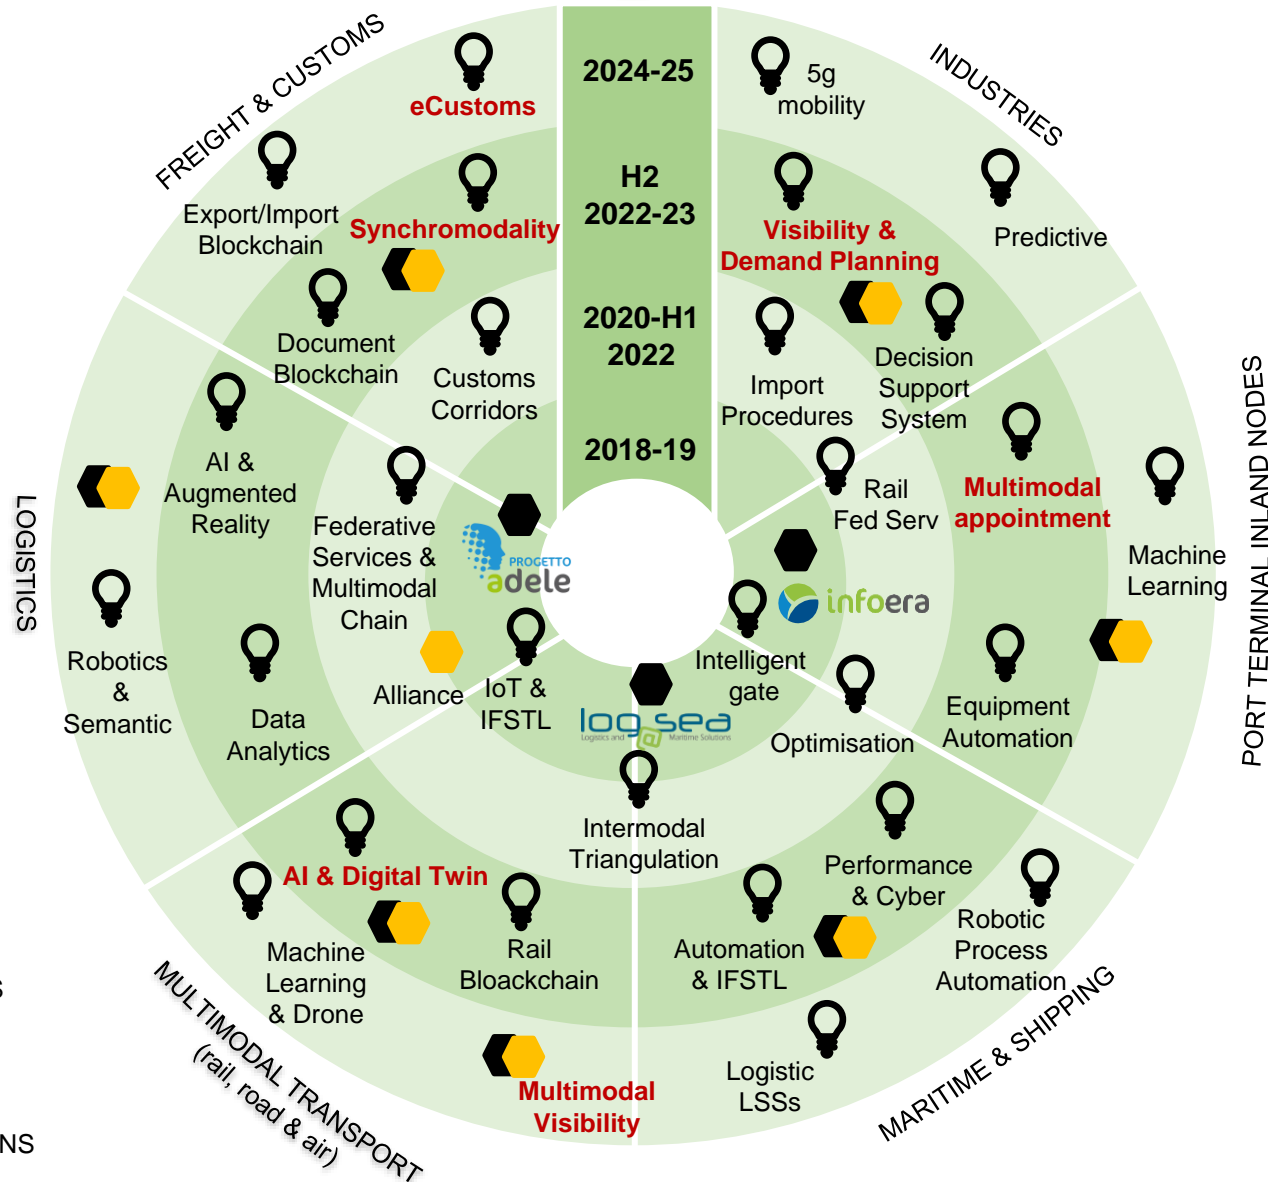 FREIGHT & CUSTOMS
eCustoms
Export/Import
Blockchain
Synchromodality
Document
Blockchain
Customs
Corridors
2024-25
H2
2022-23
2020-H1
2022
2018-19
INDUSTRIES
5g
mobility
Predictive
Visibility &
Demand Planning
Decision
Support
System
Import
Procedures
PORT TERMINAL INLAND NODES
Rail
Fed Serv
Multimodal
appointment
Machine
Learning
infoera
Intelligent
gate
Optimisation
Equipment
Automation
LOGISTICS
AI &
Augmented
Reality
Federative
Services &
Multimodal
Chain
PROGETTO
adele
Robotics
&
Semantic
Data
Analytics
Alliance
IoT &
IFSTL
log@sea
Logistics and Maritime Solutions
Intermodal
Triangulation
MULTIMODAL TRANSPORT
(rail, road & air)
AI & Digital Twin
Machine
Learning
& Drone
Rail
Bloackchain
Multimodal
Visibility
MARITIME & SHIPPING
Performance
& Cyber
Automation
& IFSTL
Robotic
Process
Automation
Logistic
LSSs
S
NS